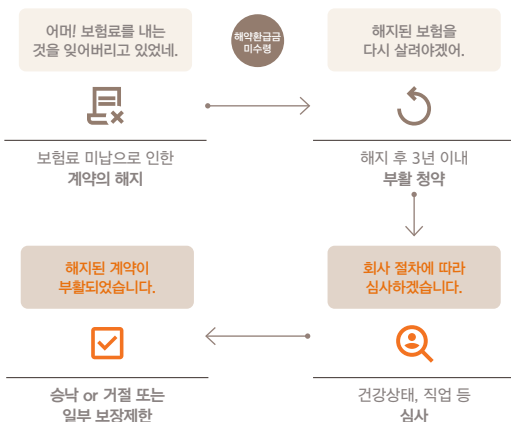 어머! 보험료를 내는
것을 잊어버리고 있었네.
해약환급금
미수령
해지된 보험을
다시 살려야겠어.
보험료 미납으로 인한
계약의 해지
해지 후 3년 이내
부활 청약
해지된 계약이
부활되었습니다.
회사 절차에 따라
심사하겠습니다.
승낙 or 거절 또는
일부 보장제한
건강상태, 직업 등
심사